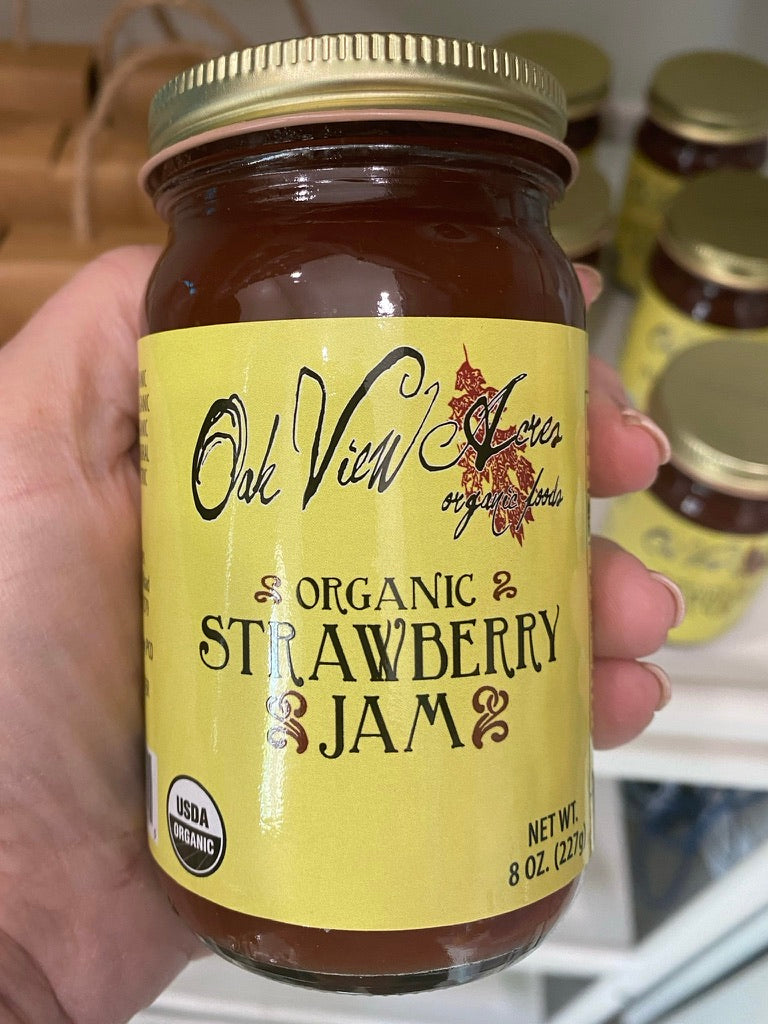 Oak View Acres
organic foods
ORGANIC
STRAWBERRY
JAM
USDA
ORGANIC
NET WT.
8 OZ. (227g)